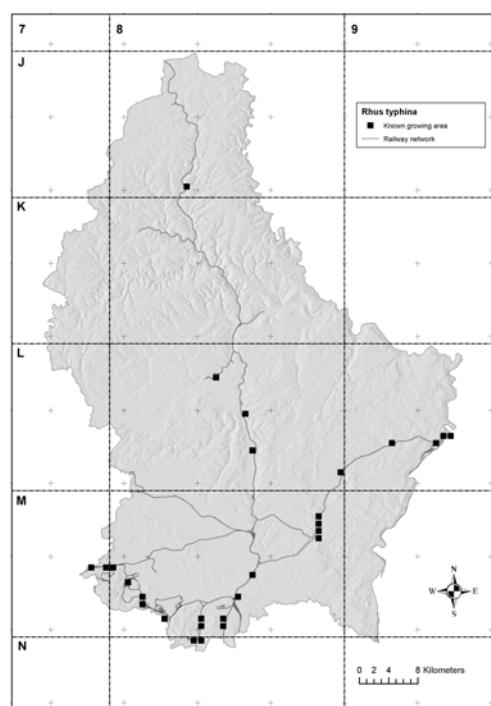 7 8 9
J
Rhus typhina
Known growing area
Railway network
K
L
M
N
W E
S
N
0 2 4 8 Kilometers